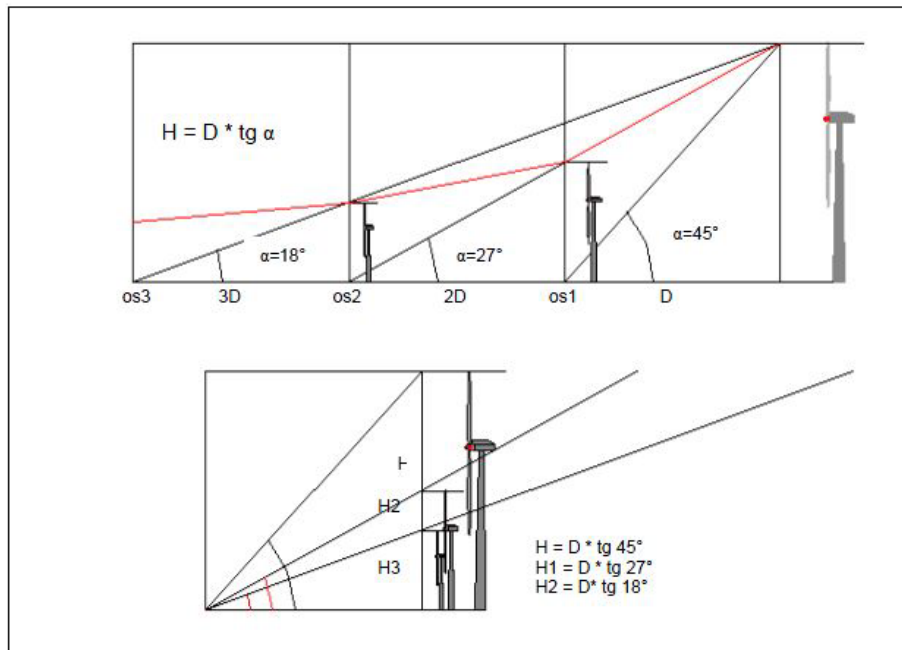 H = D * tg α
α=18°
α=27°
α=45°
os3
3D
os2
2D
os1
D
H
H2
H3
H = D * tg 45°
H1 = D * tg 27°
H2 = D* tg 18°